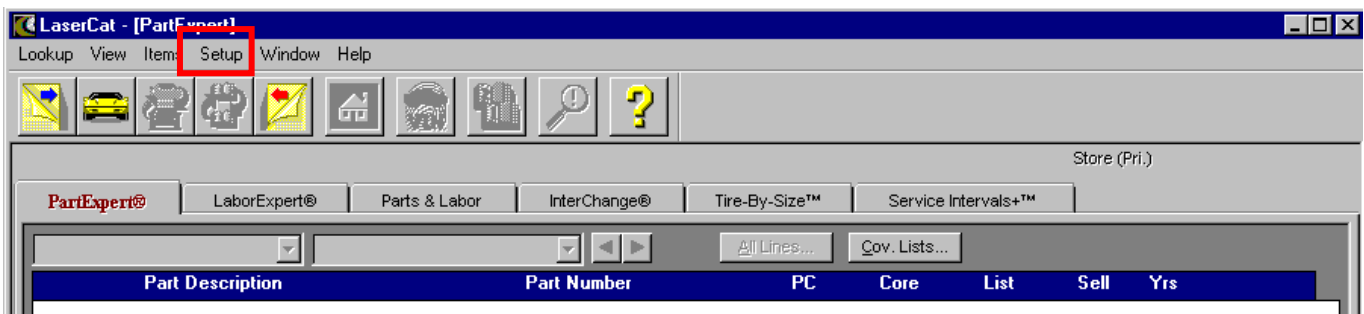 LaserCat - [PartExpert]
Lookup View Items Setup Window Help
Store (Pri.)
PartExpert® LaborExpert® Parts & Labor InterChange® Tire-By-Size™ Service Intervals+™
All Lines... Cov. Lists...
Part Description Part Number PC Core List Sell Yrs